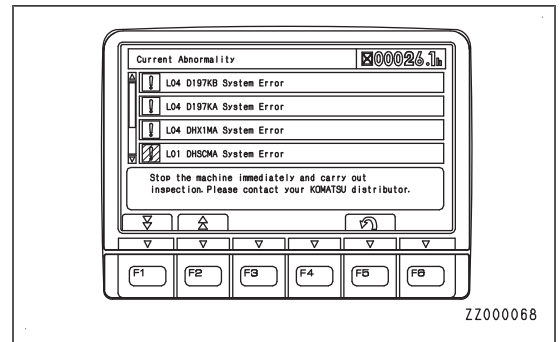 Current Abnormality 00026.1h
L04 D197KB System Error
L04 D197KA System Error
L04 DHX1MA System Error
L01 DHSCMA System Error
Stop the machine immediately and carry out
inspection. Please contact your KOMATSU distributor.
F1 F2 F3 F4 F5 F6
ZZ000068